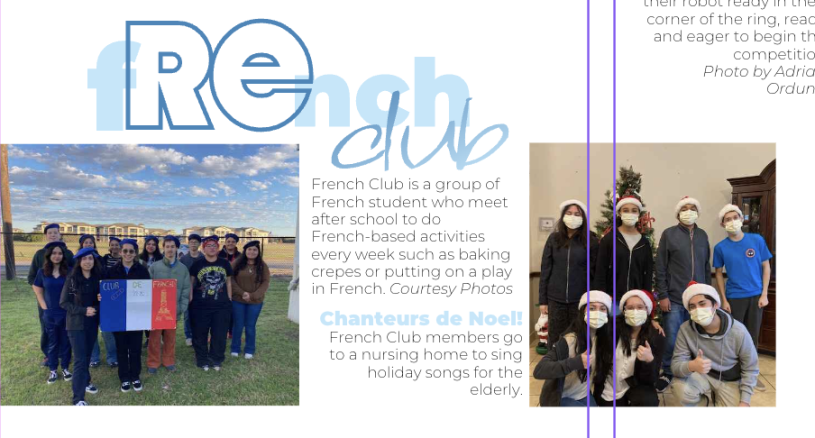 their robot ready in the
corner of the ring, read
and eager to begin th
competitio
Photo by Adria
Ordun
fREnch
club
French Club is a group of
French student who meet
after school to do
French-based activities
every week such as baking
crepes or putting on a play
in French. Courtesy Photos
Chanteurs de Noel!
French Club members go
to a nursing home to sing
holiday songs for the
elderly.
CLUB DE